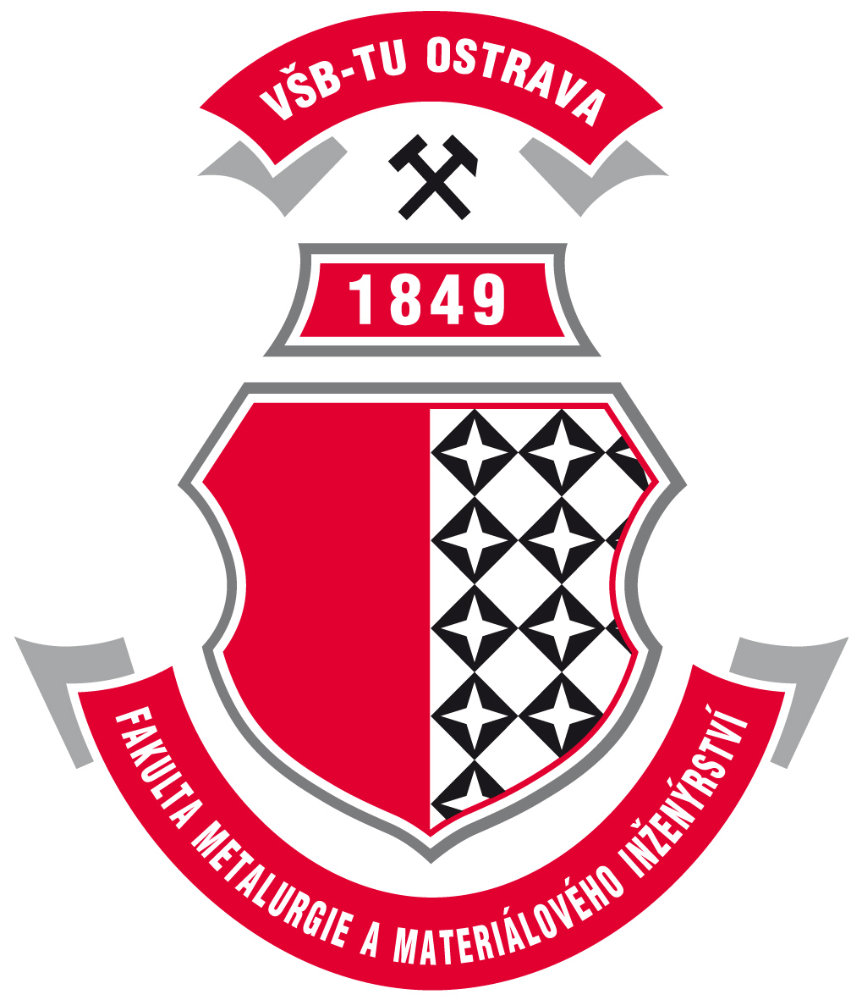 VŠB-TU OSTRAVA
1849
FAKULTA METALURGIE A MATERIÁLOVÉHO INŽENÝRSTVÍ